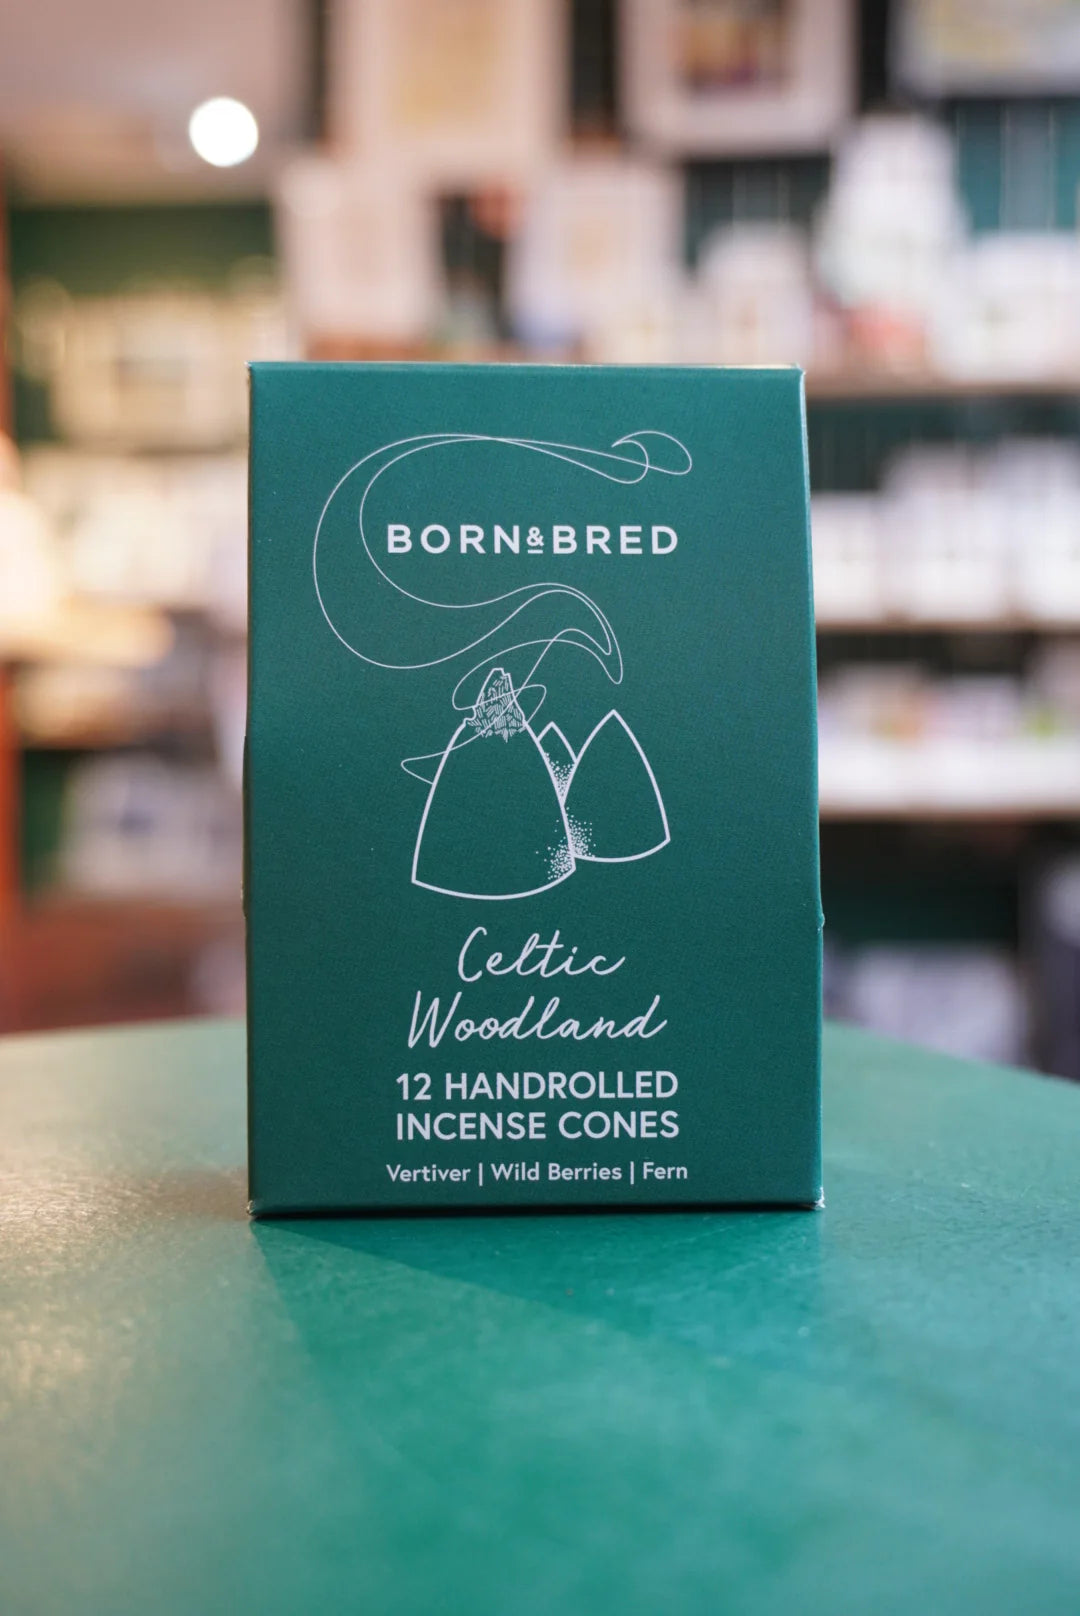 BORN&BRED
Celtic
Woodland
12 HANDROLLED
INCENSE CONES
Vertiver | Wild Berries | Fern